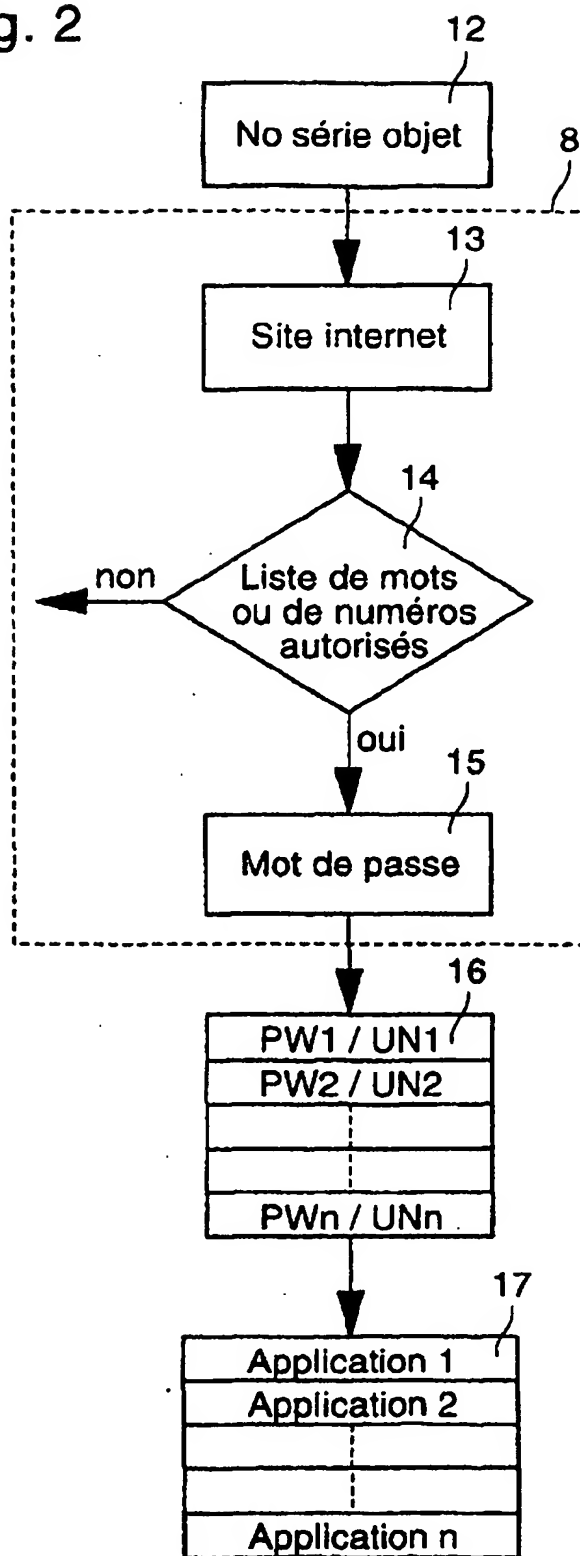 g. 2
12
No série objet
8
13
Site internet
14
non
Liste de mots
ou de numéros
autorisés
oui
15
Mot de passe
16
PW1 / UN1
PW2 / UN2
PWn / UNn
17
Application 1
Application 2
Application n